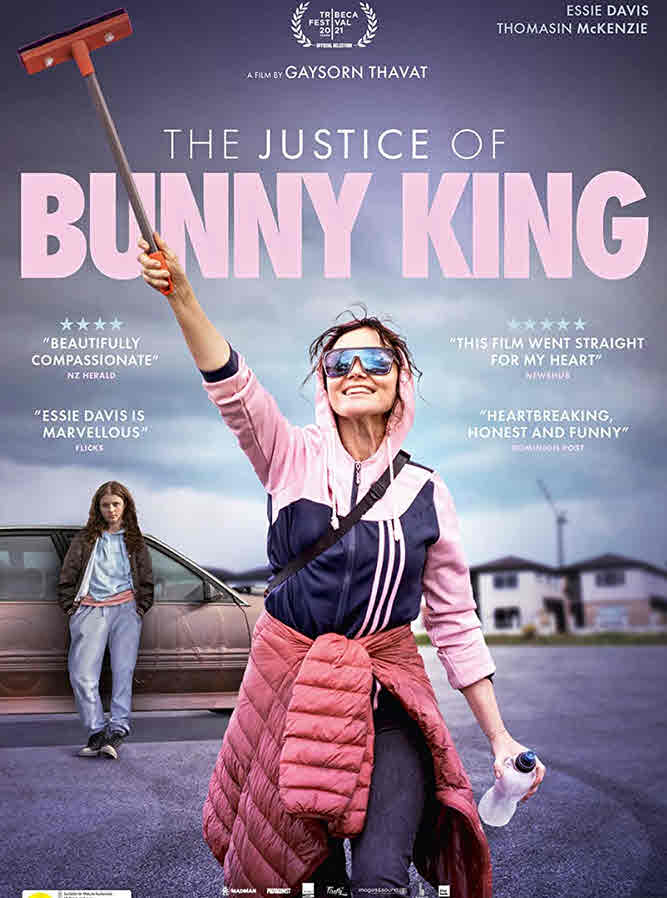 ESSIE DAVIS
THOMASIN McKENZIE
TRIBECA
FESTIVAL
2021
OFFICIAL SELECTION
A FILM BY GAYSORN THAVAT
THE JUSTICE OF
BUNNY KING
★★★★★
"BEAUTIFULLY
COMPASSIONATE"
NZ HERALD
"ESSIE DAVIS IS
MARVELLOUS"
FLICKS
★★★★★
"THIS FILM WENT STRAIGHT
FOR MY HEART"
NEWSHUB
"HEARTBREAKING,
HONEST AND FUNNY"
DOMINION POST
MADMAN